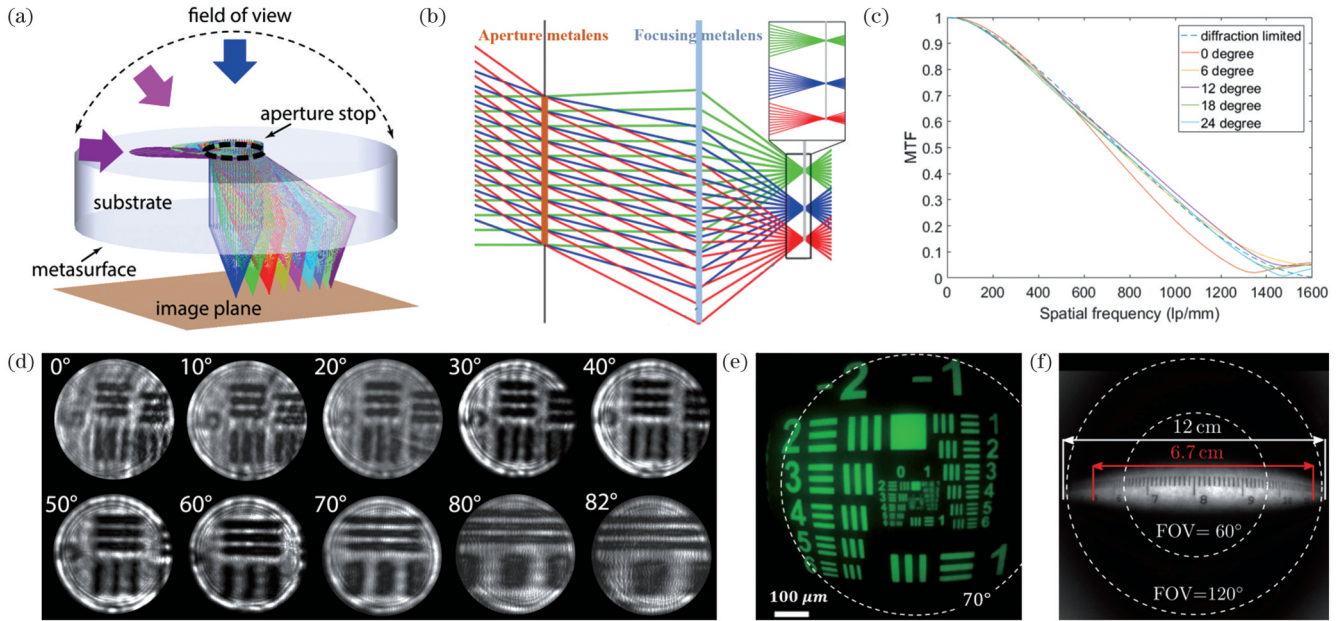 (a)
field of view
aperture stop
substrate
metasurface
image plane
(b)
Aperture metalens
Focusing metalens
(c)
MTF
1
0.9
0.8
0.7
0.6
0.5
0.4
0.3
0.2
0.1
0
0 200 400 600 800 1000 1200 1400 1600
Spatial frequency (lp/mm)
diffraction limited
0 degree
6 degree
12 degree
18 degree
24 degree
(d)
0° 10° 20° 30° 40°
50° 60° 70° 80° 82°
(e)
-2 -1
2 1
2
3 3
4 4
5 5
6 6
0 1
1
1
70°
100 μm
(f)
12 cm
6.7 cm
7 8
FOV= 60°
FOV=120°